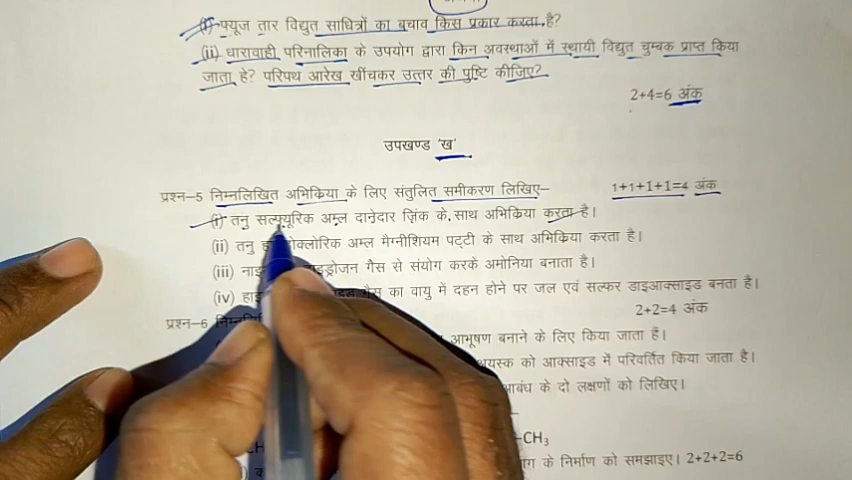 (i) फ्यूज तार विद्युत साधित्रों का बचाव किस प्रकार करता है?
(ii) धारावाही परिनालिका के उपयोग द्वारा किन अवस्थाओं में स्थायी विद्युत चुम्बक प्राप्त किया
जाता है? परिपथ आरेख खींचकर उत्तर की पुष्टि कीजिए?
2+4=6 अंक
उपखण्ड 'ख'
प्रश्न–5 निम्नलिखित अभिक्रिया के लिए संतुलित समीकरण लिखिए– 1+1+1+1=4 अंक
(i) तनु सल्फ्यूरिक अम्ल दानेदार ज़िंक के साथ अभिक्रिया करता है।
(ii) तनु क्लोरिक अम्ल मैग्नीशियम पट्टी के साथ अभिक्रिया करता है।
(iii) हाइड्रोजन गैस से संयोग करके अमोनिया बनाता है।
(iv) गैस का वायु में दहन होने पर जल एवं सल्फर डाइआक्साइड बनता है।
2+2=4 अंक
प्रश्न–6
आभूषण बनाने के लिए किया जाता है।
अयस्क को आक्साइड में परिवर्तित किया जाता है।
आबंध के दो लक्षणों को लिखिए।
–CH₃
के निर्माण को समझाइए। 2+2+2=6